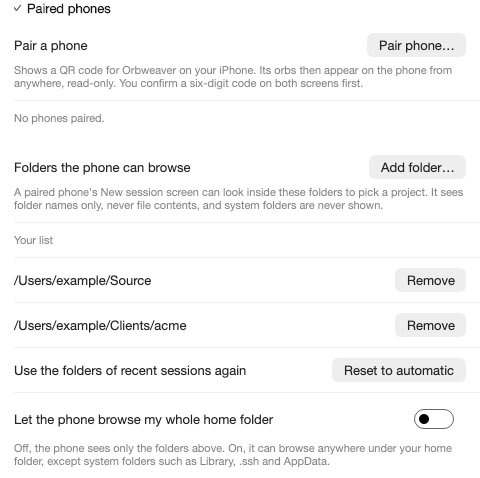 Paired phones
Pair a phone
Pair phone…
Shows a QR code for Orbweaver on your iPhone. Its orbs then appear on the phone from
anywhere, read-only. You confirm a six-digit code on both screens first.
No phones paired.
Folders the phone can browse
Add folder…
A paired phone's New session screen can look inside these folders to pick a project. It sees
folder names only, never file contents, and system folders are never shown.
Your list
/Users/example/Source
Remove
/Users/example/Clients/acme
Remove
Use the folders of recent sessions again
Reset to automatic
Let the phone browse my whole home folder
Off, the phone sees only the folders above. On, it can browse anywhere under your home
folder, except system folders such as Library, .ssh and AppData.